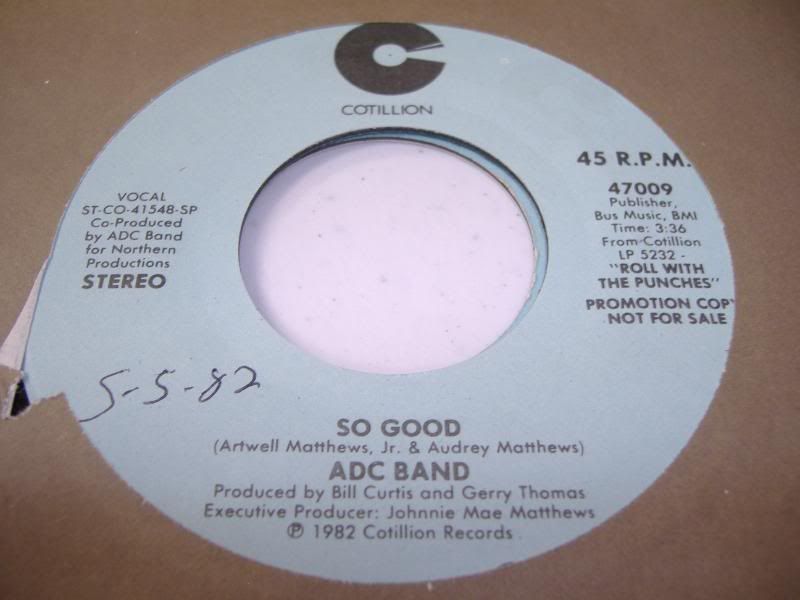 COTILLION
45 R.P.M.
47009
Publisher,
Bus Music, BMI
Time: 3:36
From Cotillion
LP 5232 -
"ROLL WITH
THE PUNCHES"
PROMOTION COP
NOT FOR SALE
VOCAL
ST-CO-41548-SP
Co-Produced
by ADC Band
for Northern
Productions
STEREO
5-5-82
SO GOOD
(Artwell Matthews, Jr. & Audrey Matthews)
ADC BAND
Produced by Bill Curtis and Gerry Thomas
Executive Producer: Johnnie Mae Matthews
℗ 1982 Cotillion Records